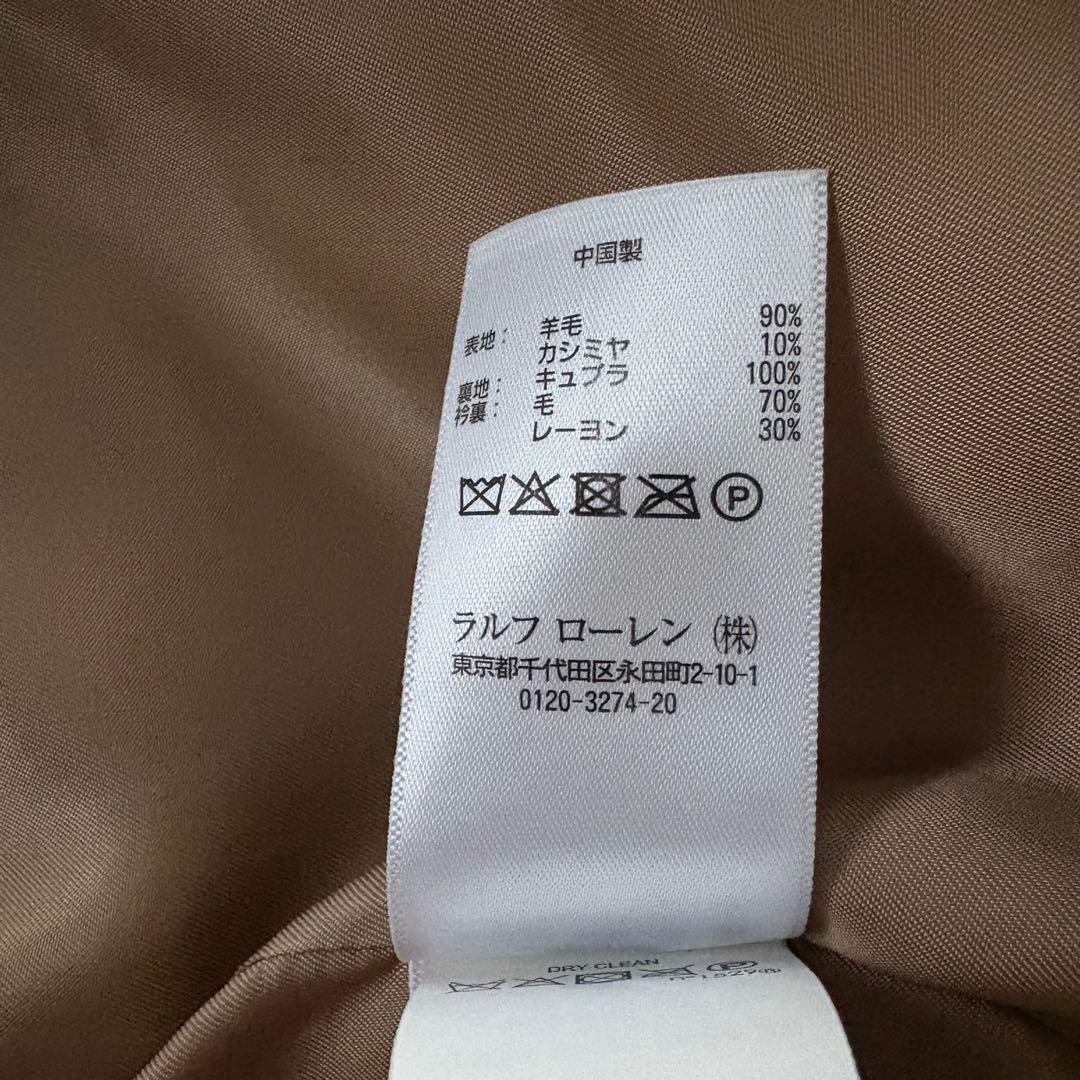 中国製
表地: 羊毛 90%
カシミヤ 10%
裏地: キュプラ 100%
衿裏: 毛 70%
レーヨン 30%
P
ラルフ ローレン (株)
東京都千代田区永田町2-10-1
0120-3274-20
DRY CLEAN
P